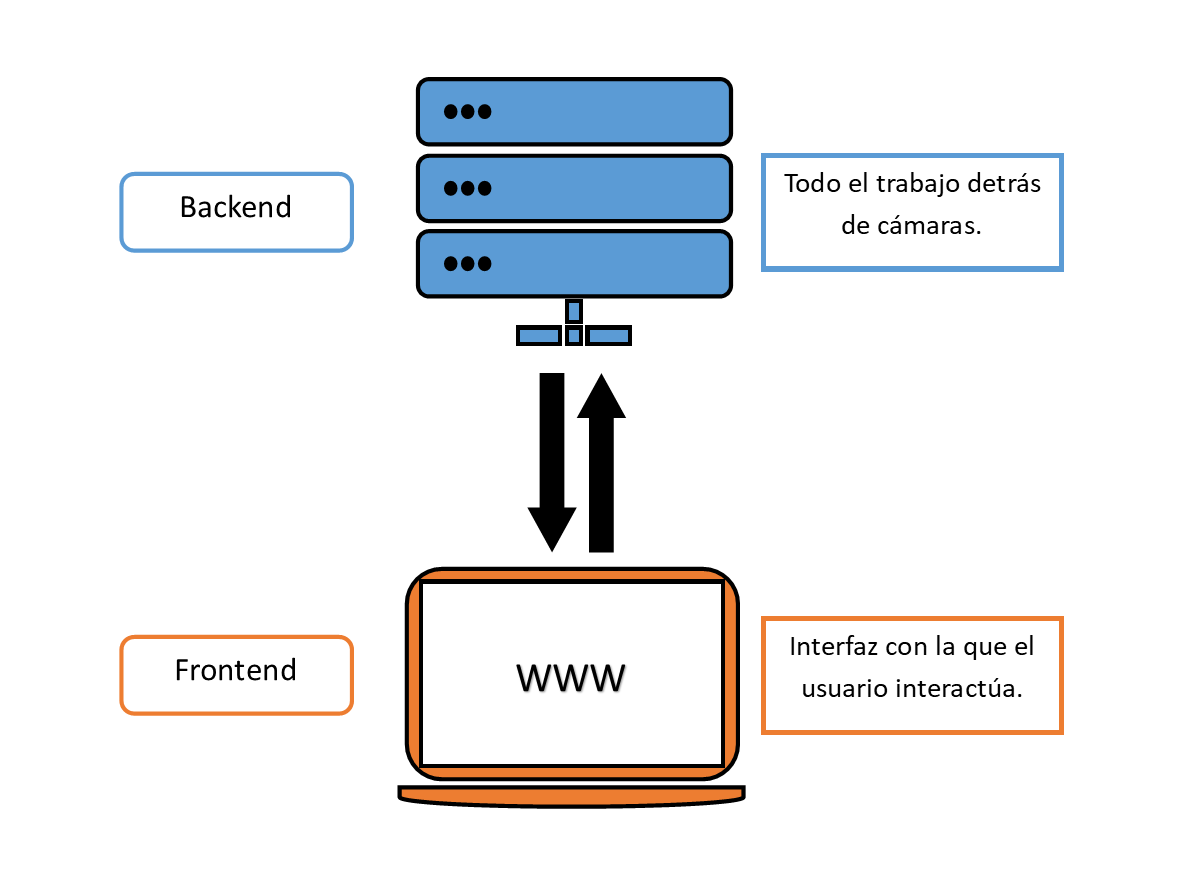 Backend
Todo el trabajo detrás
de cámaras.
Frontend
WWW
Interfaz con la que el
usuario interactúa.